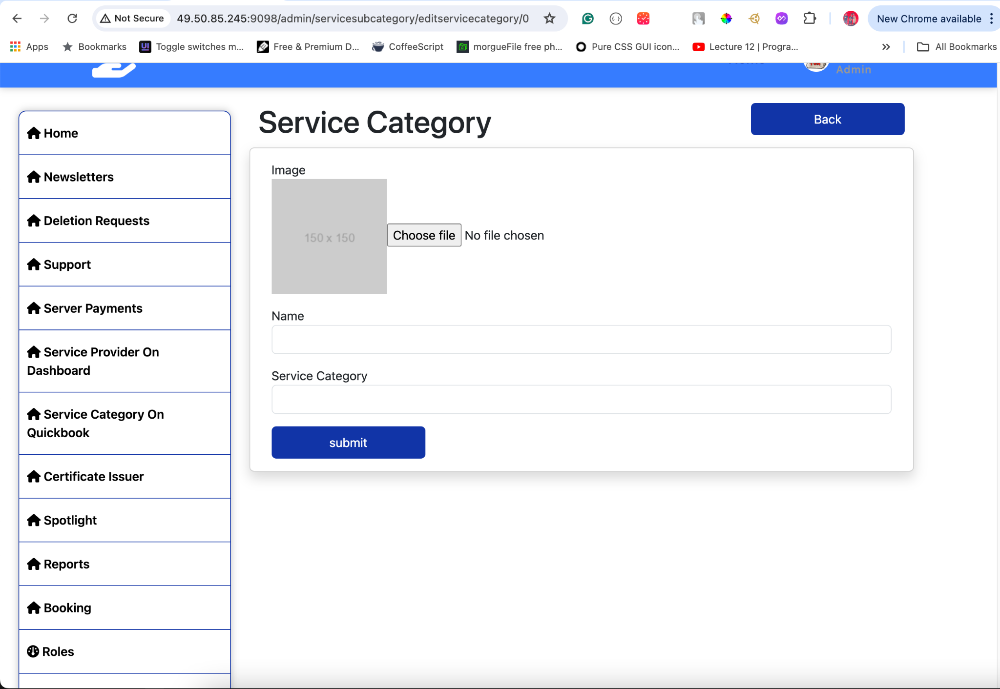 Not Secure 49.50.85.245:9098/admin/servicesubcategory/editservicecategory/0 New Chrome available
Apps Bookmarks Toggle switches m... Free & Premium D... CoffeeScript morgueFile free ph... Pure CSS GUI icon... Lecture 12 | Progra... All Bookmarks
Admin
Service Category
Back
Home
Newsletters
Deletion Requests
Support
Server Payments
Service Provider On
Dashboard
Service Category On
Quickbook
Certificate Issuer
Spotlight
Reports
Booking
Roles
Image
150 x 150
Choose file No file chosen
Name
Service Category
submit